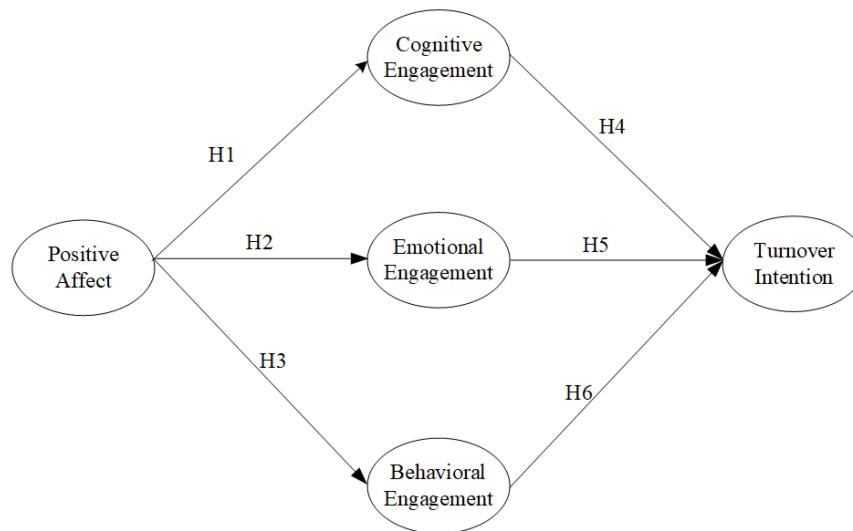 Cognitive
Engagement
H1
H4
Positive
Affect
H2
Emotional
Engagement
H5
Turnover
Intention
H3
H6
Behavioral
Engagement